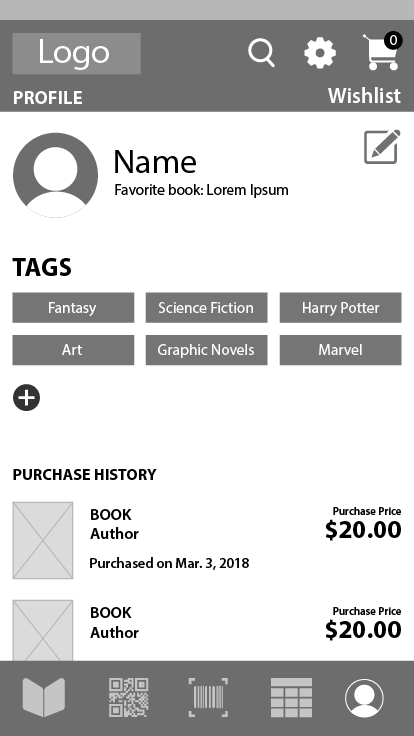 Logo
0
PROFILE
Wishlist
Name
Favorite book: Lorem Ipsum
TAGS
Fantasy
Science Fiction
Harry Potter
Art
Graphic Novels
Marvel
PURCHASE HISTORY
BOOK
Author
Purchased on Mar. 3, 2018
Purchase Price
$20.00
BOOK
Author
Purchase Price
$20.00